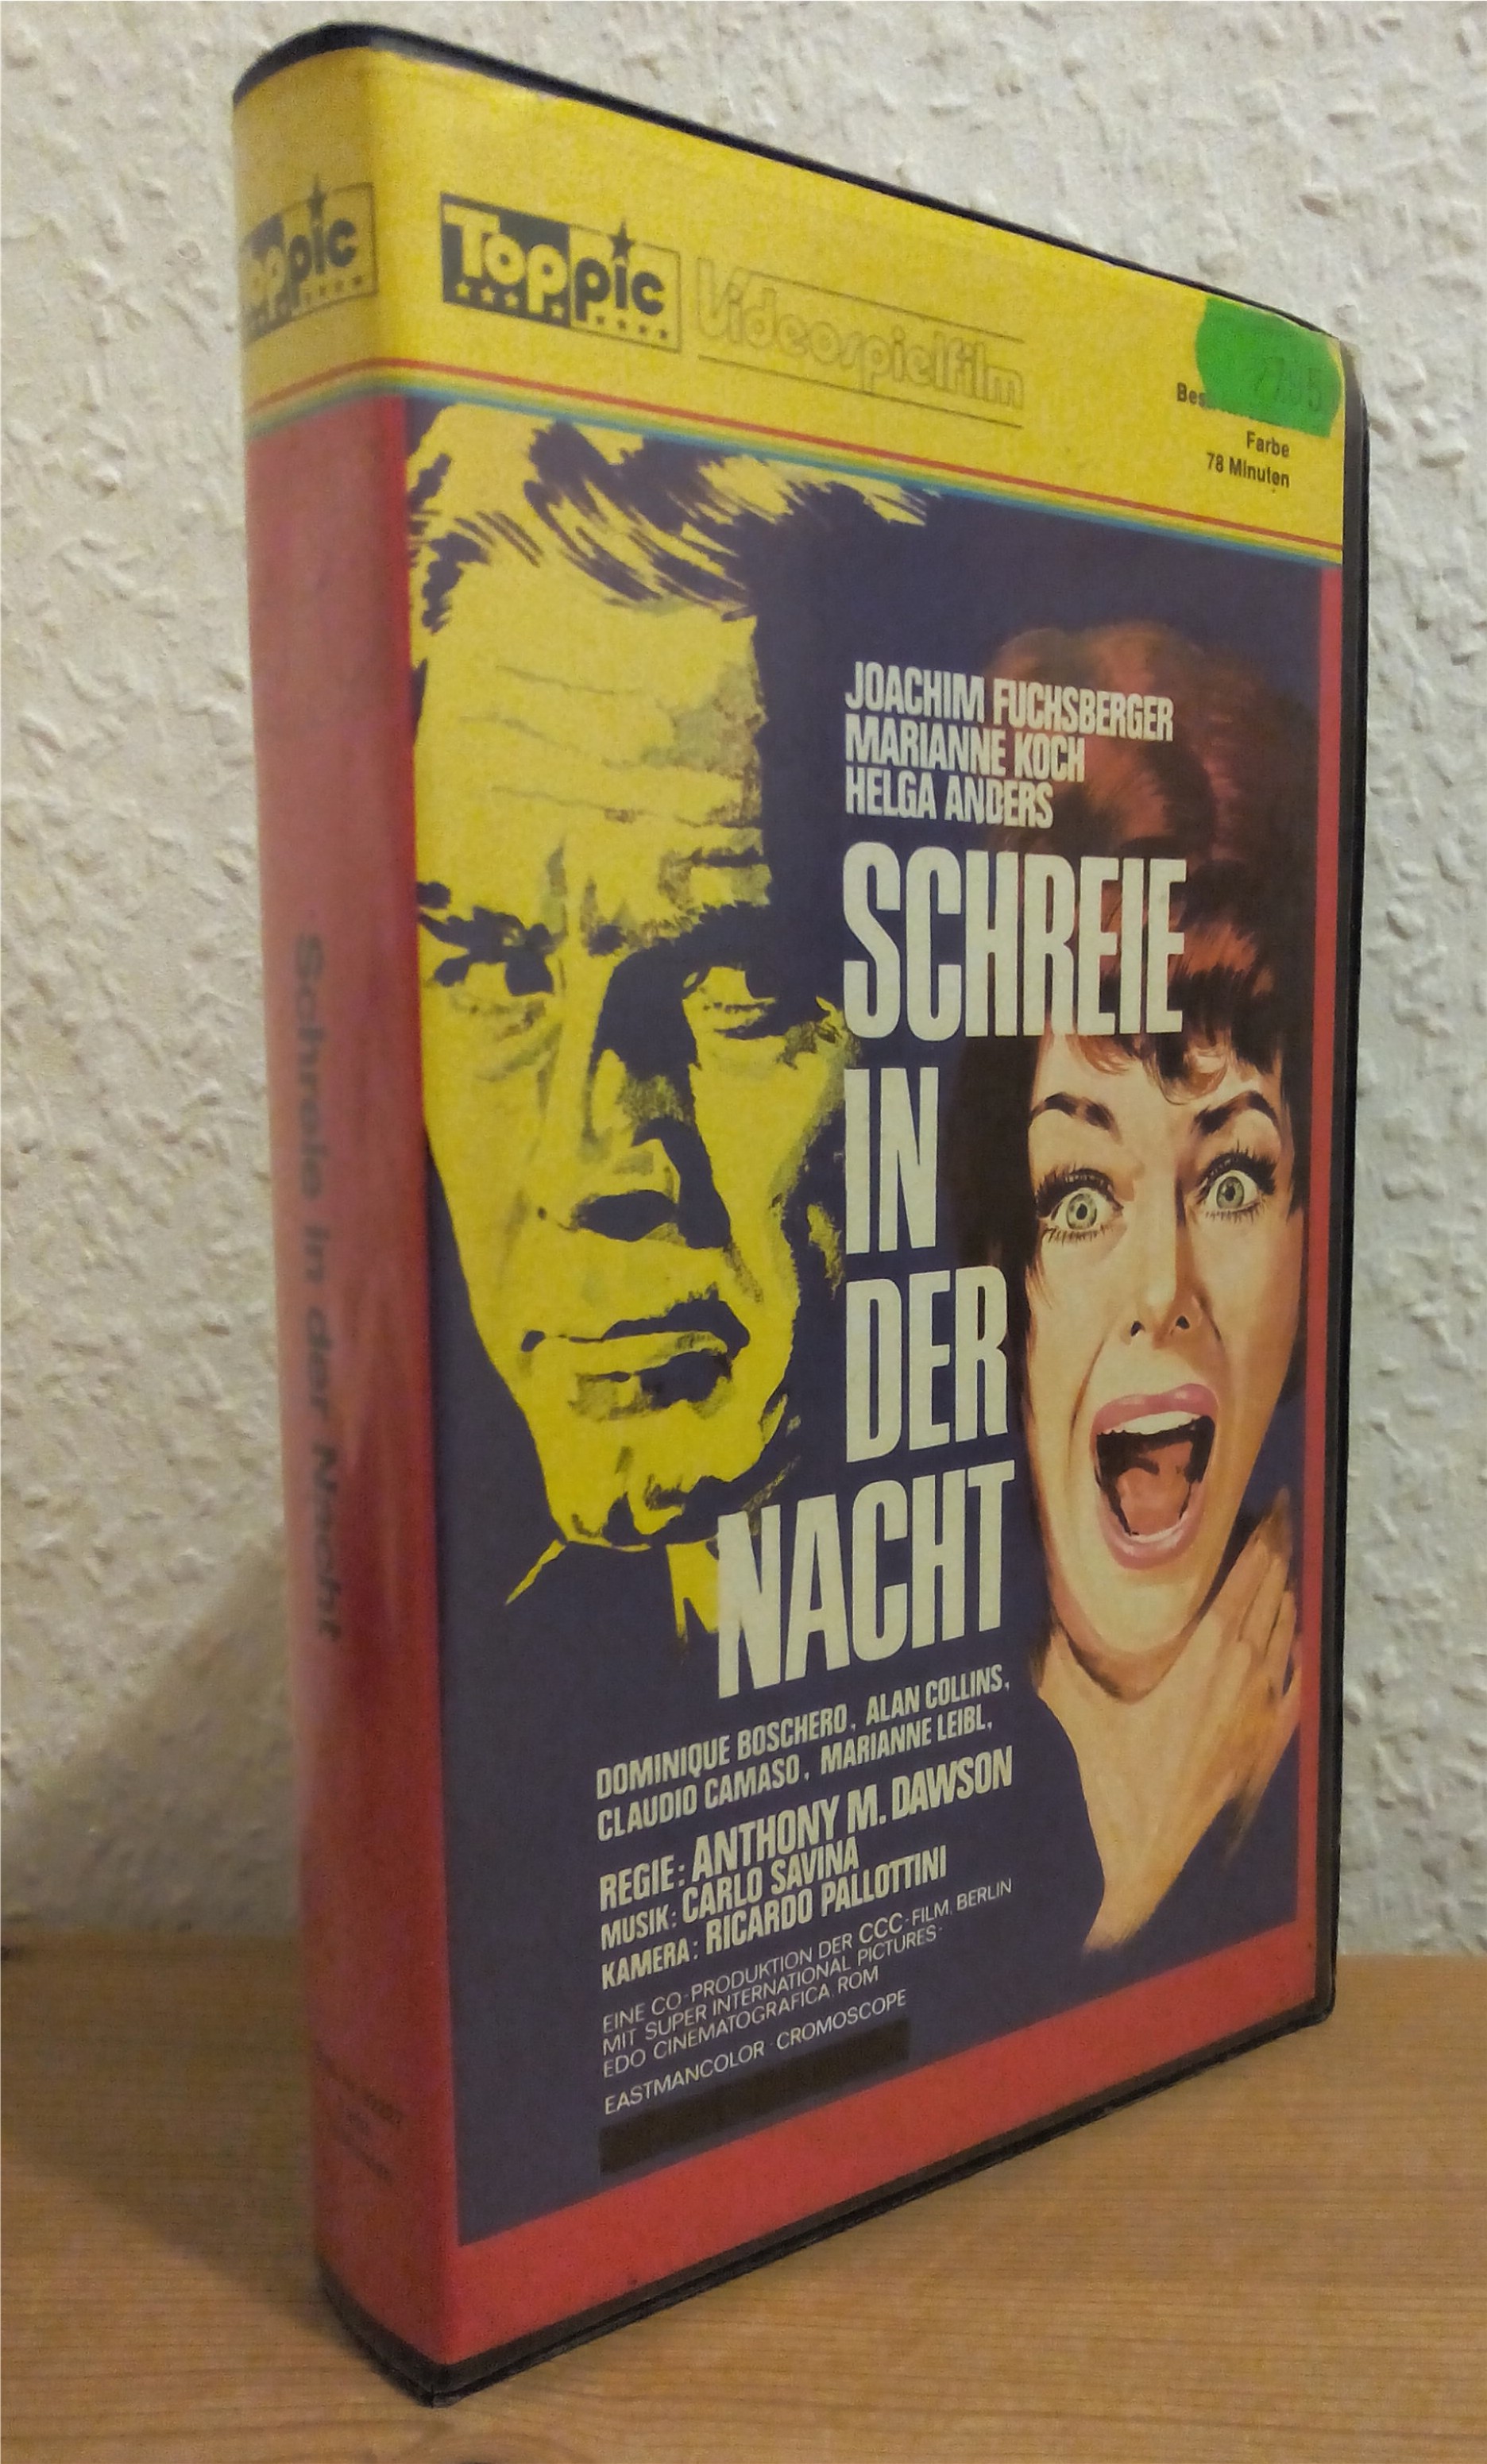 Toppic
Toppic Videospielfilm
Farbe
78 Minuten
JOACHIM FUCHSBERGER
MARIANNE KOCH
HELGA ANDERS
SCHREIE
IN
DER
NACHT
DOMINIQUE BOSCHERO, ALAN COLLINS,
CLAUDIO CAMASO, MARIANNE LEIBL,
REGIE: ANTHONY M. DAWSON
MUSIK: CARLO SAVINA
KAMERA: RICARDO PALLOTTINI
EINE CO-PRODUKTION DER CCC-FILM, BERLIN
MIT SUPER INTERNATIONAL PICTURES-
EDO CINEMATOGRAFICA, ROM
EASTMANCOLOR · CROMOSCOPE
Schreie in der Nacht